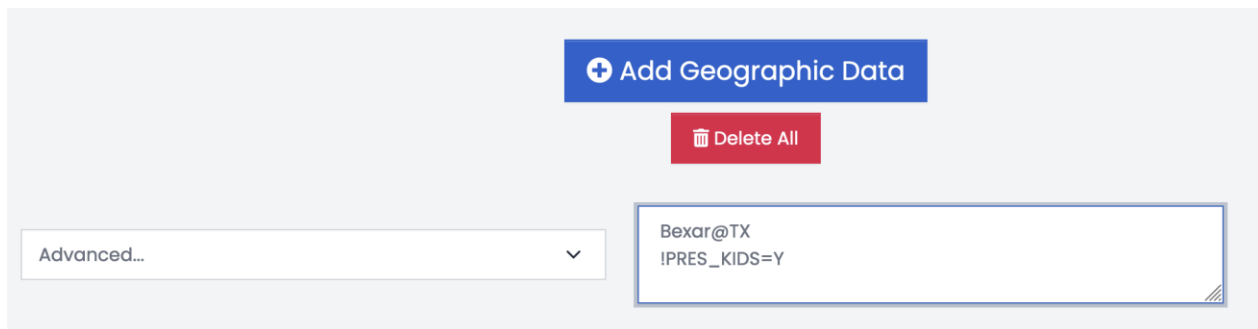 Add Geographic Data
Delete All
Advanced...
Bexar@TX
!PRES_KIDS=Y